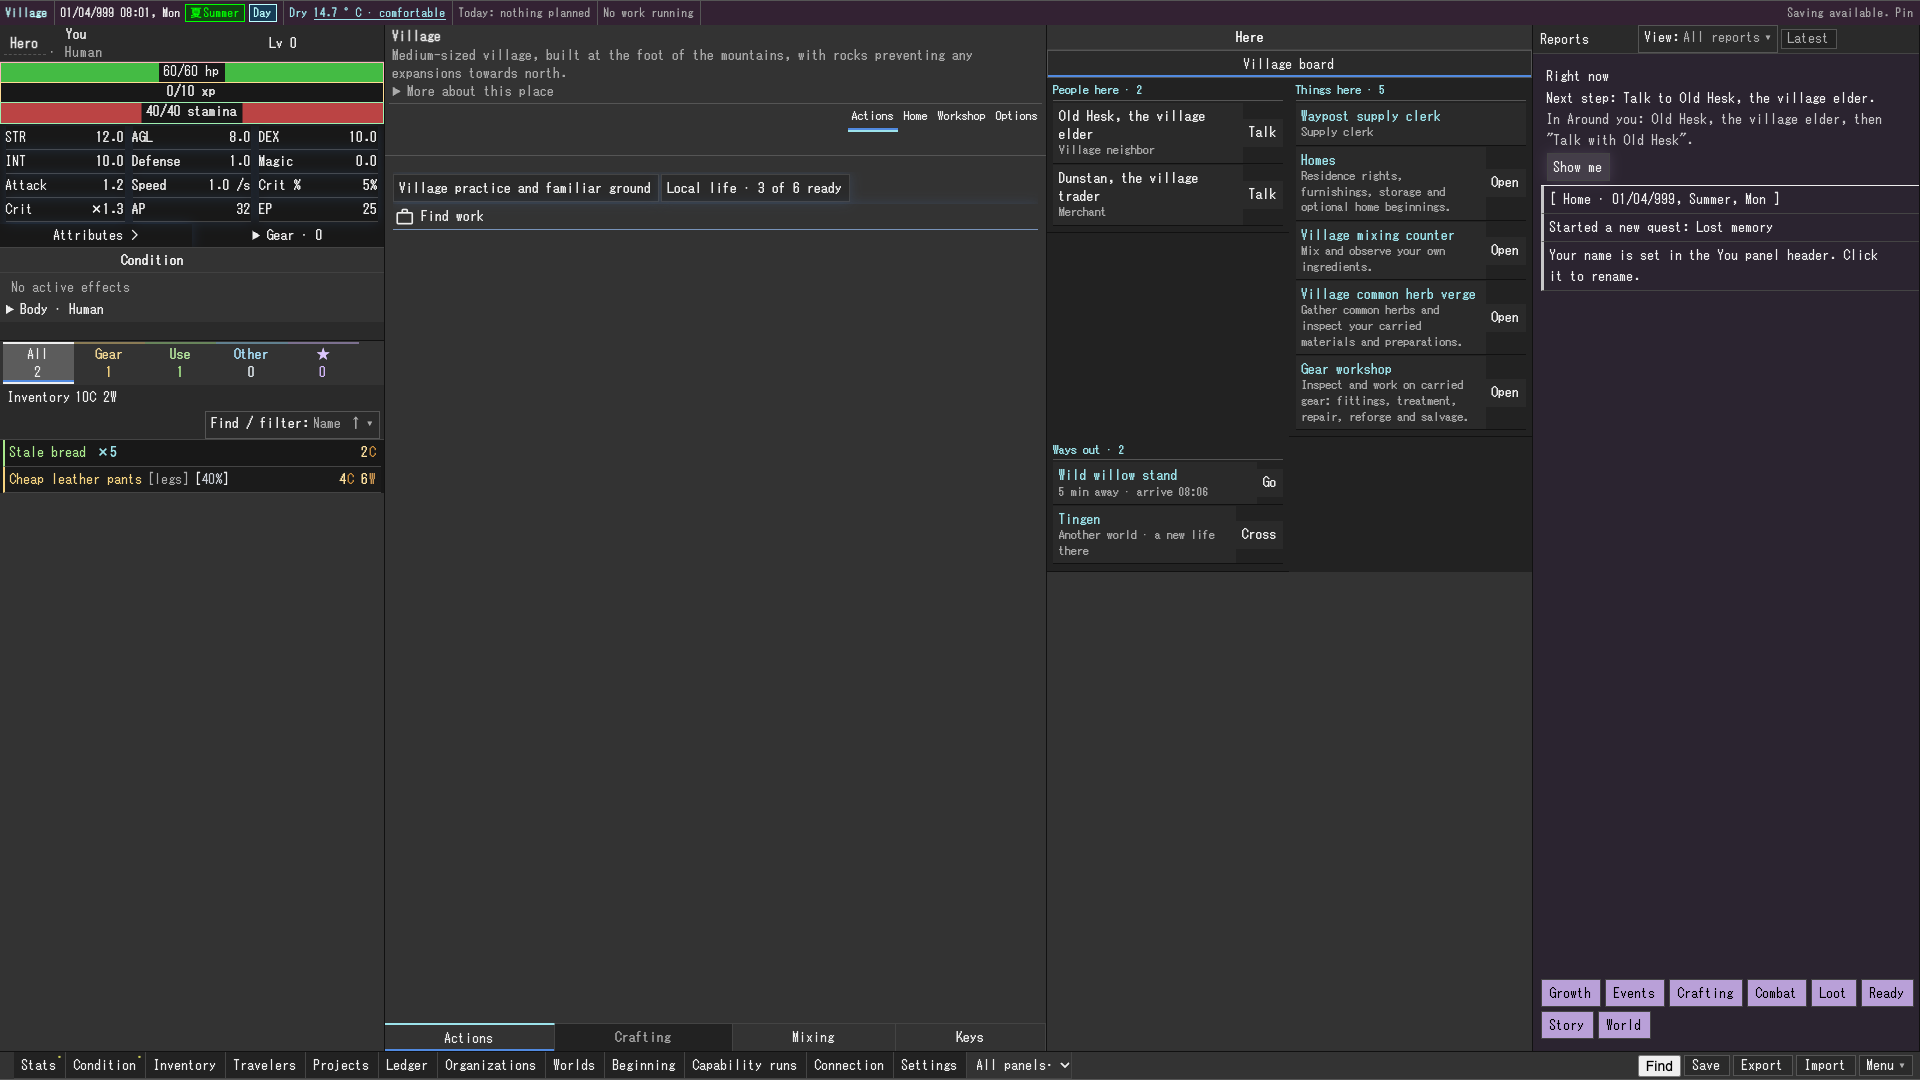 Village
01/04/999 08:01, Mon
夏Summer
Day
Dry 14.7 ° C · comfortable
Today: nothing planned
No work running
Saving available. Pin
Hero
You
· Human
Lv 0
60/60 hp
0/10 xp
40/40 stamina
STR 12.0 AGL 8.0 DEX 10.0
INT 10.0 Defense 1.0 Magic 0.0
Attack 1.2 Speed 1.0 /s Crit % 5%
Crit ×1.3 AP 32 EP 25
Attributes >
▶ Gear · 0
Condition
No active effects
▶ Body · Human
All
2
Gear
1
Use
1
Other
0
★
0
Inventory 10C 2W
Find / filter: Name ↑ ▾
Stale bread ×5 2C
Cheap leather pants [legs] [40%] 4C 6W
Village
Medium-sized village, built at the foot of the mountains, with rocks preventing any
expansions towards north.
▶ More about this place
Actions Home Workshop Options
Village practice and familiar ground
Local life · 3 of 6 ready
Find work
Actions
Crafting
Mixing
Keys
Here
Village board
People here · 2
Old Hesk, the village
elder
Village neighbor
Talk
Dunstan, the village
trader
Merchant
Talk
Things here · 5
Waypost supply clerk
Supply clerk
Homes
Residence rights,
furnishings, storage and
optional home beginnings.
Open
Village mixing counter
Mix and observe your own
ingredients.
Open
Village common herb verge
Gather common herbs and
inspect your carried
materials and preparations.
Open
Gear workshop
Inspect and work on carried
gear: fittings, treatment,
repair, reforge and salvage.
Open
Ways out · 2
Wild willow stand
5 min away · arrive 08:06
Go
Tingen
Another world · a new life
there
Cross
Reports
View: All reports ▾
Latest
Right now
Next step: Talk to Old Hesk, the village elder.
In Around you: Old Hesk, the village elder, then
"Talk with Old Hesk".
Show me
[ Home · 01/04/999, Summer, Mon ]
Started a new quest: Lost memory
Your name is set in the You panel header. Click
it to rename.
Growth
Events
Crafting
Combat
Loot
Ready
Story
World
Stats
Condition
Inventory
Travelers
Projects
Ledger
Organizations
Worlds
Beginning
Capability runs
Connection
Settings
All panels·
Find
Save
Export
Import
Menu ▾